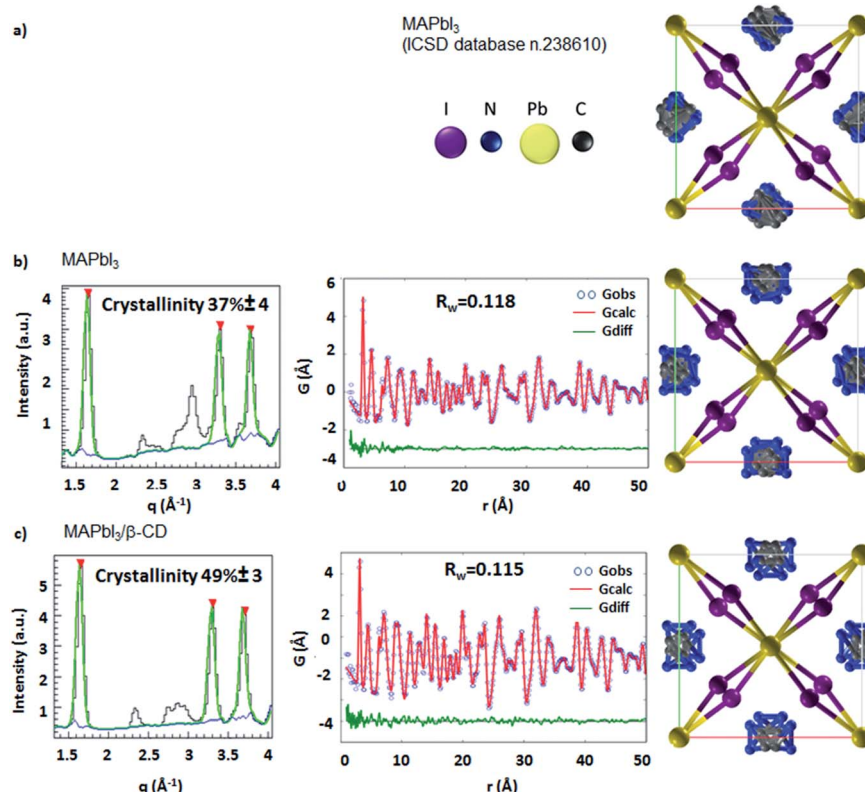 a)
MAPbI₃
(ICSD database n.238610)
I N Pb C
b) MAPbI₃
Crystallinity 37%±4
Intensity (a.u.)
4
3
2
1
1.5 2 2.5 3 3.5 4
q (Å⁻¹)
R_w=0.118
Gobs
Gcalc
Gdiff
G (Å)
6
4
2
0
-2
-4
0 10 20 30 40 50
r (Å)
c) MAPbI₃/β-CD
Crystallinity 49%±3
Intensity (a.u.)
5
4
3
2
1
1.5 2 2.5 3 3.5 4
q (Å⁻¹)
R_w=0.115
Gobs
Gcalc
Gdiff
G (Å)
4
2
0
-2
-4
0 10 20 30 40 50
r (Å)